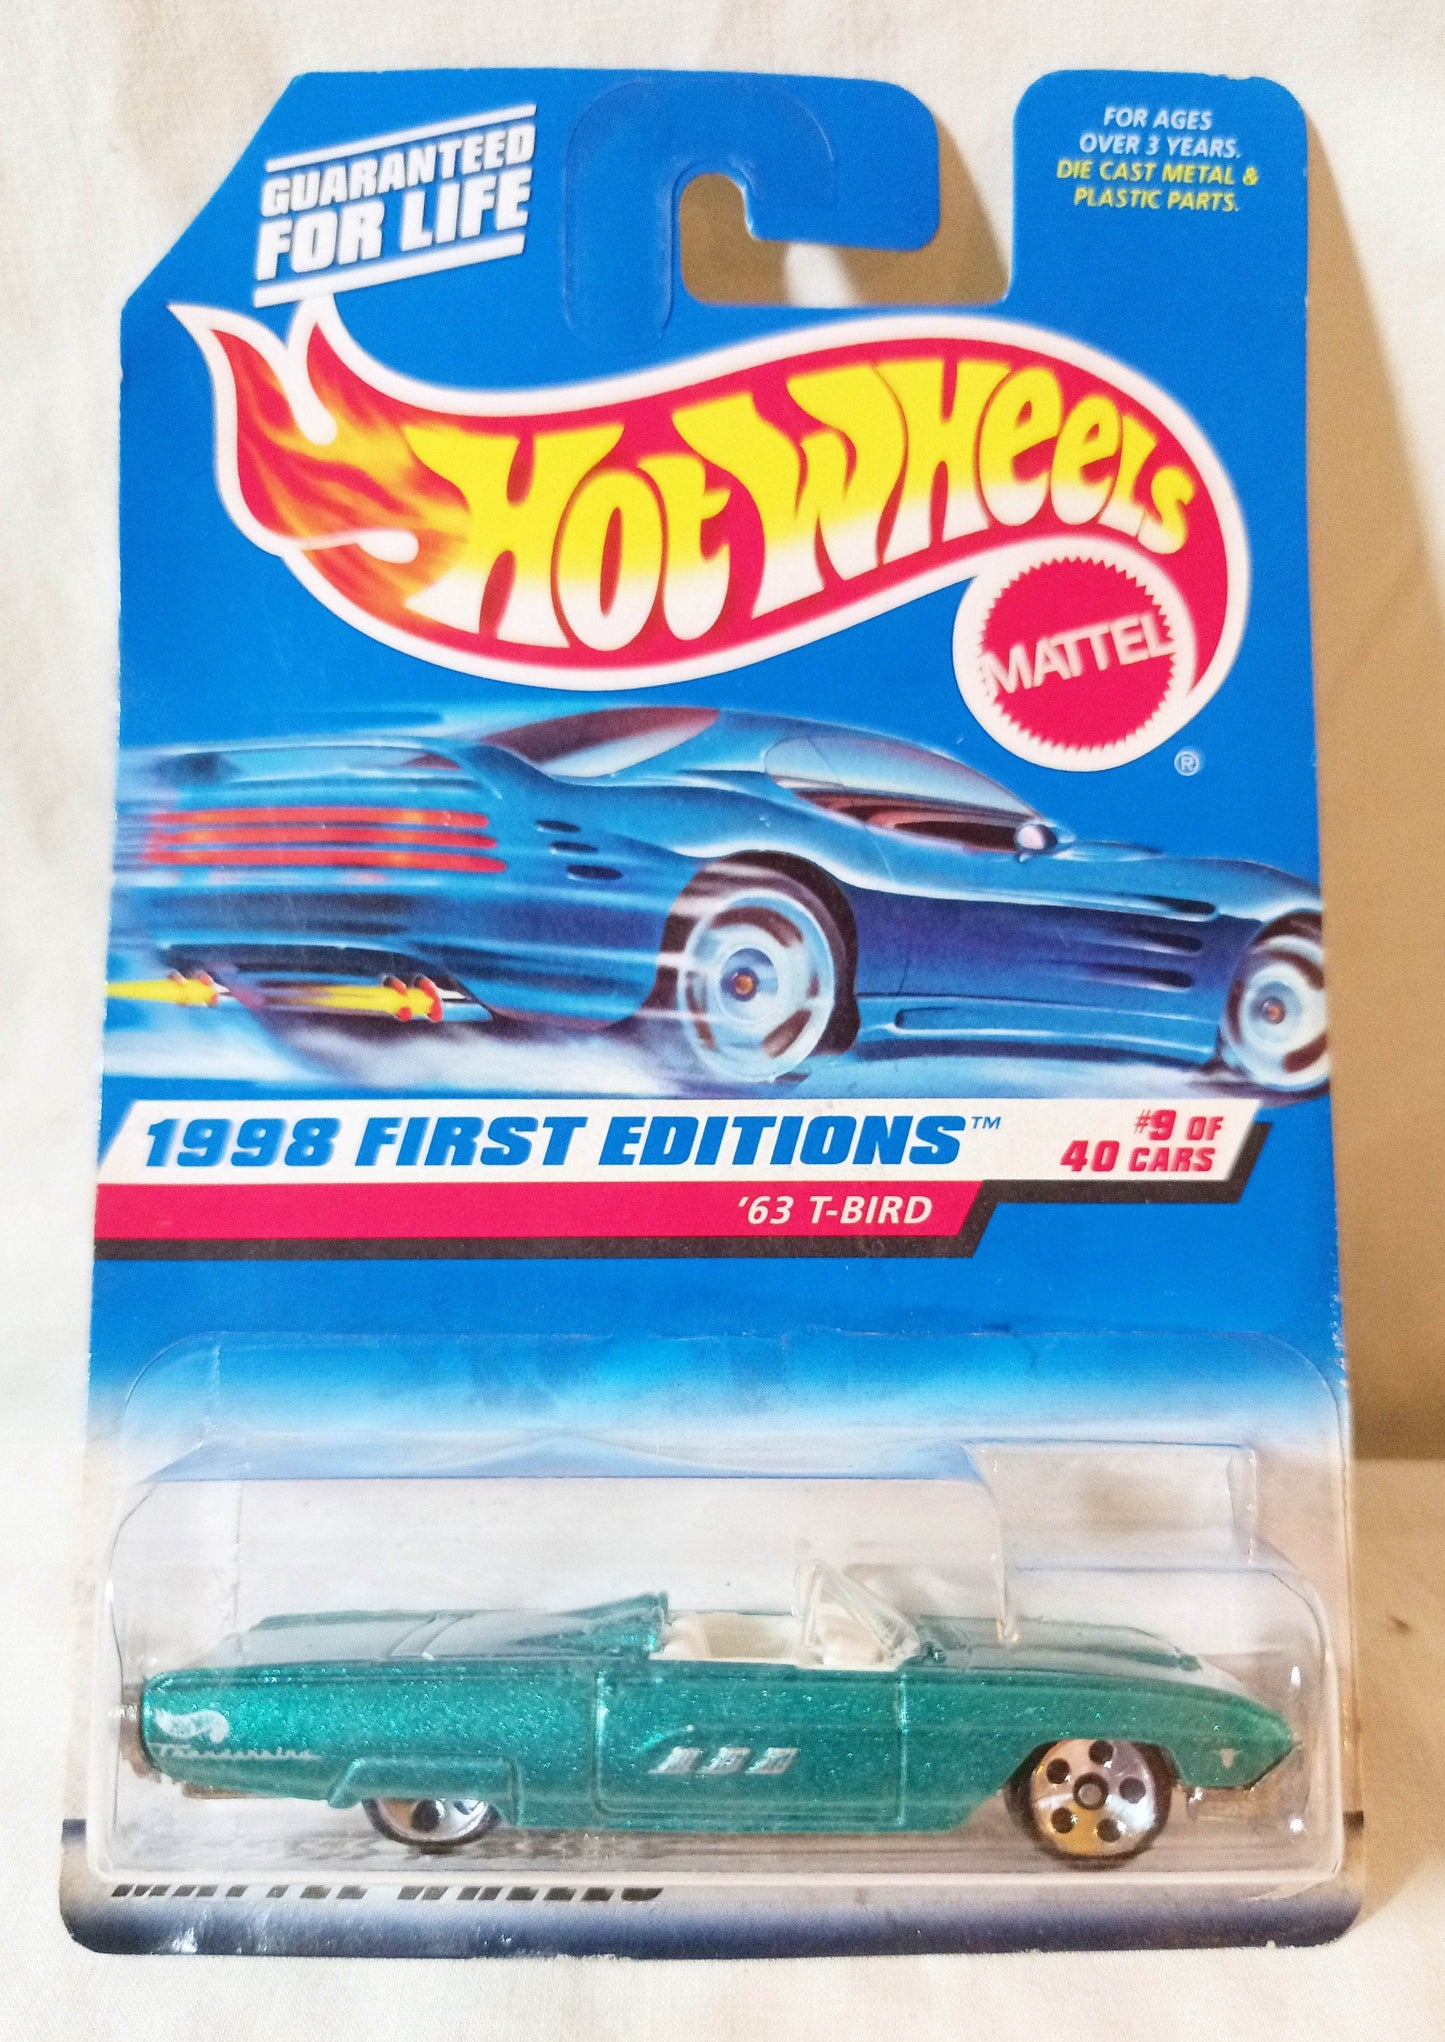 GUARANTEED
FOR LIFE
FOR AGES
OVER 3 YEARS.
DIE CAST METAL &
PLASTIC PARTS.
HOT WHEELS
MATTEL
®
1998 FIRST EDITIONS™
#9 OF
40 CARS
'63 T-BIRD
Thunderbird